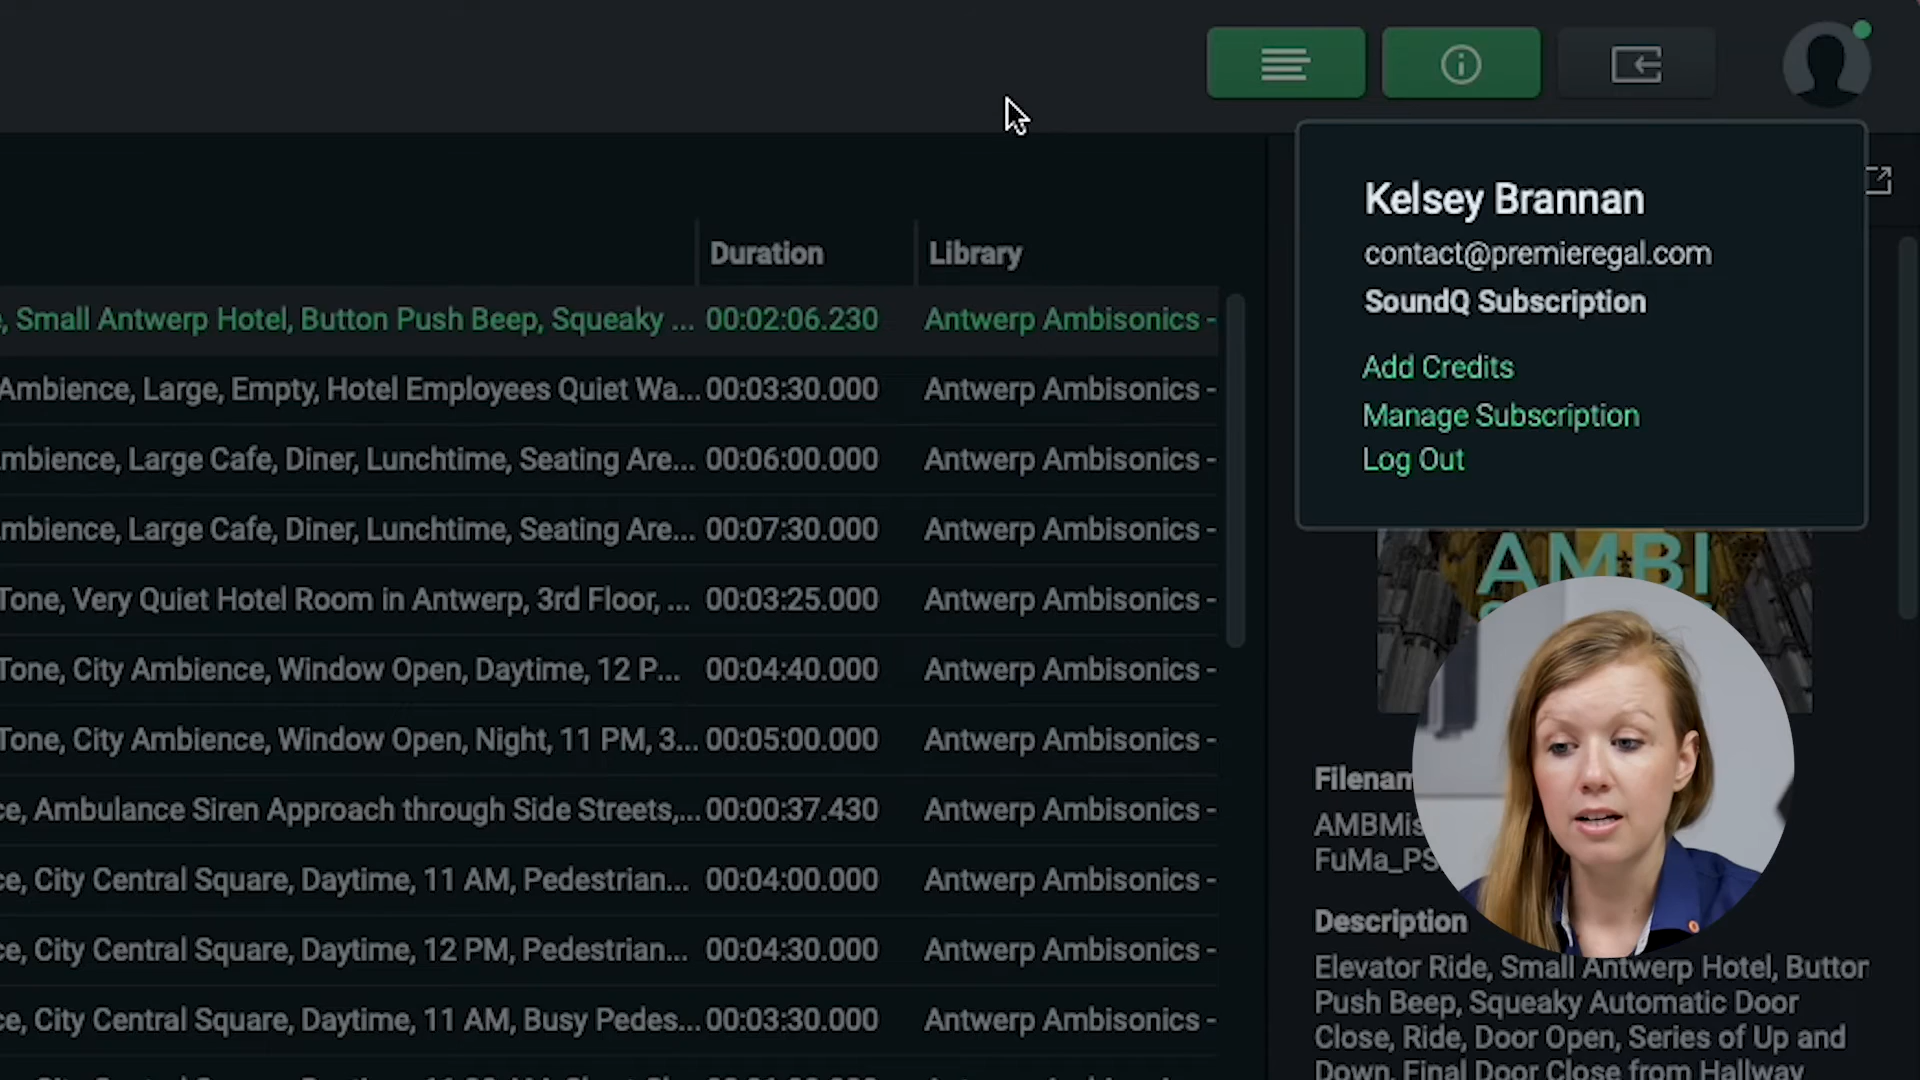 Kelsey Brannan
contact@premieregal.com
SoundQ Subscription
Add Credits
Manage Subscription
Log Out
Duration Library
, Small Antwerp Hotel, Button Push Beep, Squeaky ... 00:02:06.230 Antwerp Ambisonics -
Ambience, Large, Empty, Hotel Employees Quiet Wa... 00:03:30.000 Antwerp Ambisonics -
mbience, Large Cafe, Diner, Lunchtime, Seating Are... 00:06:00.000 Antwerp Ambisonics -
mbience, Large Cafe, Diner, Lunchtime, Seating Are... 00:07:30.000 Antwerp Ambisonics -
Tone, Very Quiet Hotel Room in Antwerp, 3rd Floor, ... 00:03:25.000 Antwerp Ambisonics -
Tone, City Ambience, Window Open, Daytime, 12 P... 00:04:40.000 Antwerp Ambisonics -
Tone, City Ambience, Window Open, Night, 11 PM, 3... 00:05:00.000 Antwerp Ambisonics -
ce, Ambulance Siren Approach through Side Streets,... 00:00:37.430 Antwerp Ambisonics -
ce, City Central Square, Daytime, 11 AM, Pedestrian... 00:04:00.000 Antwerp Ambisonics -
ce, City Central Square, Daytime, 12 PM, Pedestrian... 00:04:30.000 Antwerp Ambisonics -
ce, City Central Square, Daytime, 11 AM, Busy Pedes... 00:03:30.000 Antwerp Ambisonics -
AMBI
Filenam
AMBMis
FuMa_PS
Description
Elevator Ride, Small Antwerp Hotel, Button
Push Beep, Squeaky Automatic Door
Close, Ride, Door Open, Series of Up and
Down, Final Door Close from Hallway